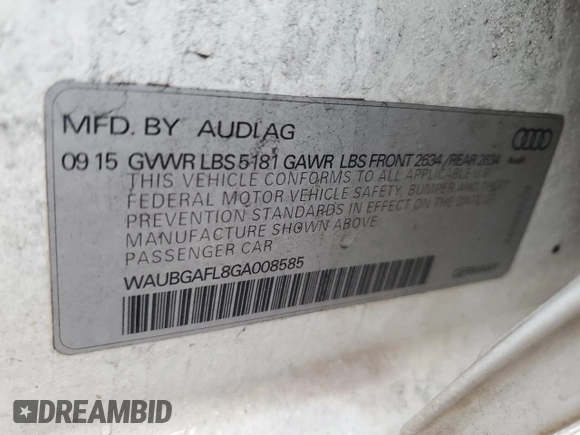 MFD. BY AUDI AG
09 15 GVWR LBS 5181 GAWR LBS FRONT 2634 / REAR 2634
Audi
THIS VEHICLE CONFORMS TO ALL APPLICABLE U.S.
FEDERAL MOTOR VEHICLE SAFETY, BUMPER AND THEFT
PREVENTION STANDARDS IN EFFECT ON THE DATE OF
MANUFACTURE SHOWN ABOVE.
PASSENGER CAR
WAUBGAFL8GA008585
GERMANY
DREAMBID